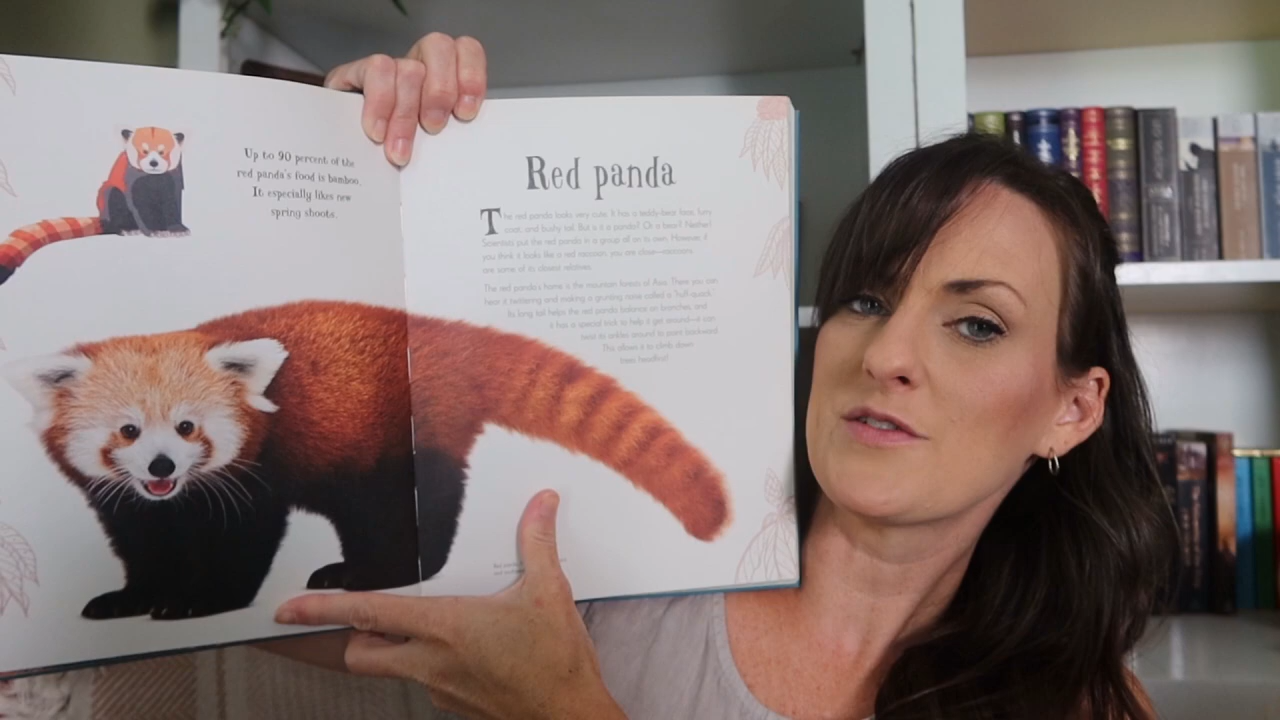 Up to 90 percent of the
red panda's food is bamboo.
It especially likes new
spring shoots.
Red panda
The red panda looks very cute. It has a teddy-bear face, furry
coat, and bushy tail. But is it a panda? Or a bear? Neither!
Scientists put the red panda in a group all on its own. However, if
you think it looks like a red raccoon, you are close—raccoons
are some of its closest relatives.
The red panda's home is the mountain forests of Asia. There you can
hear it twittering and making a grunting noise called a "huff-quack."
Its long tail helps the red panda balance on branches, and
it has a special trick to help it get around—it can
twist its ankles around to point backward.
This allows it to climb down
trees headfirst!